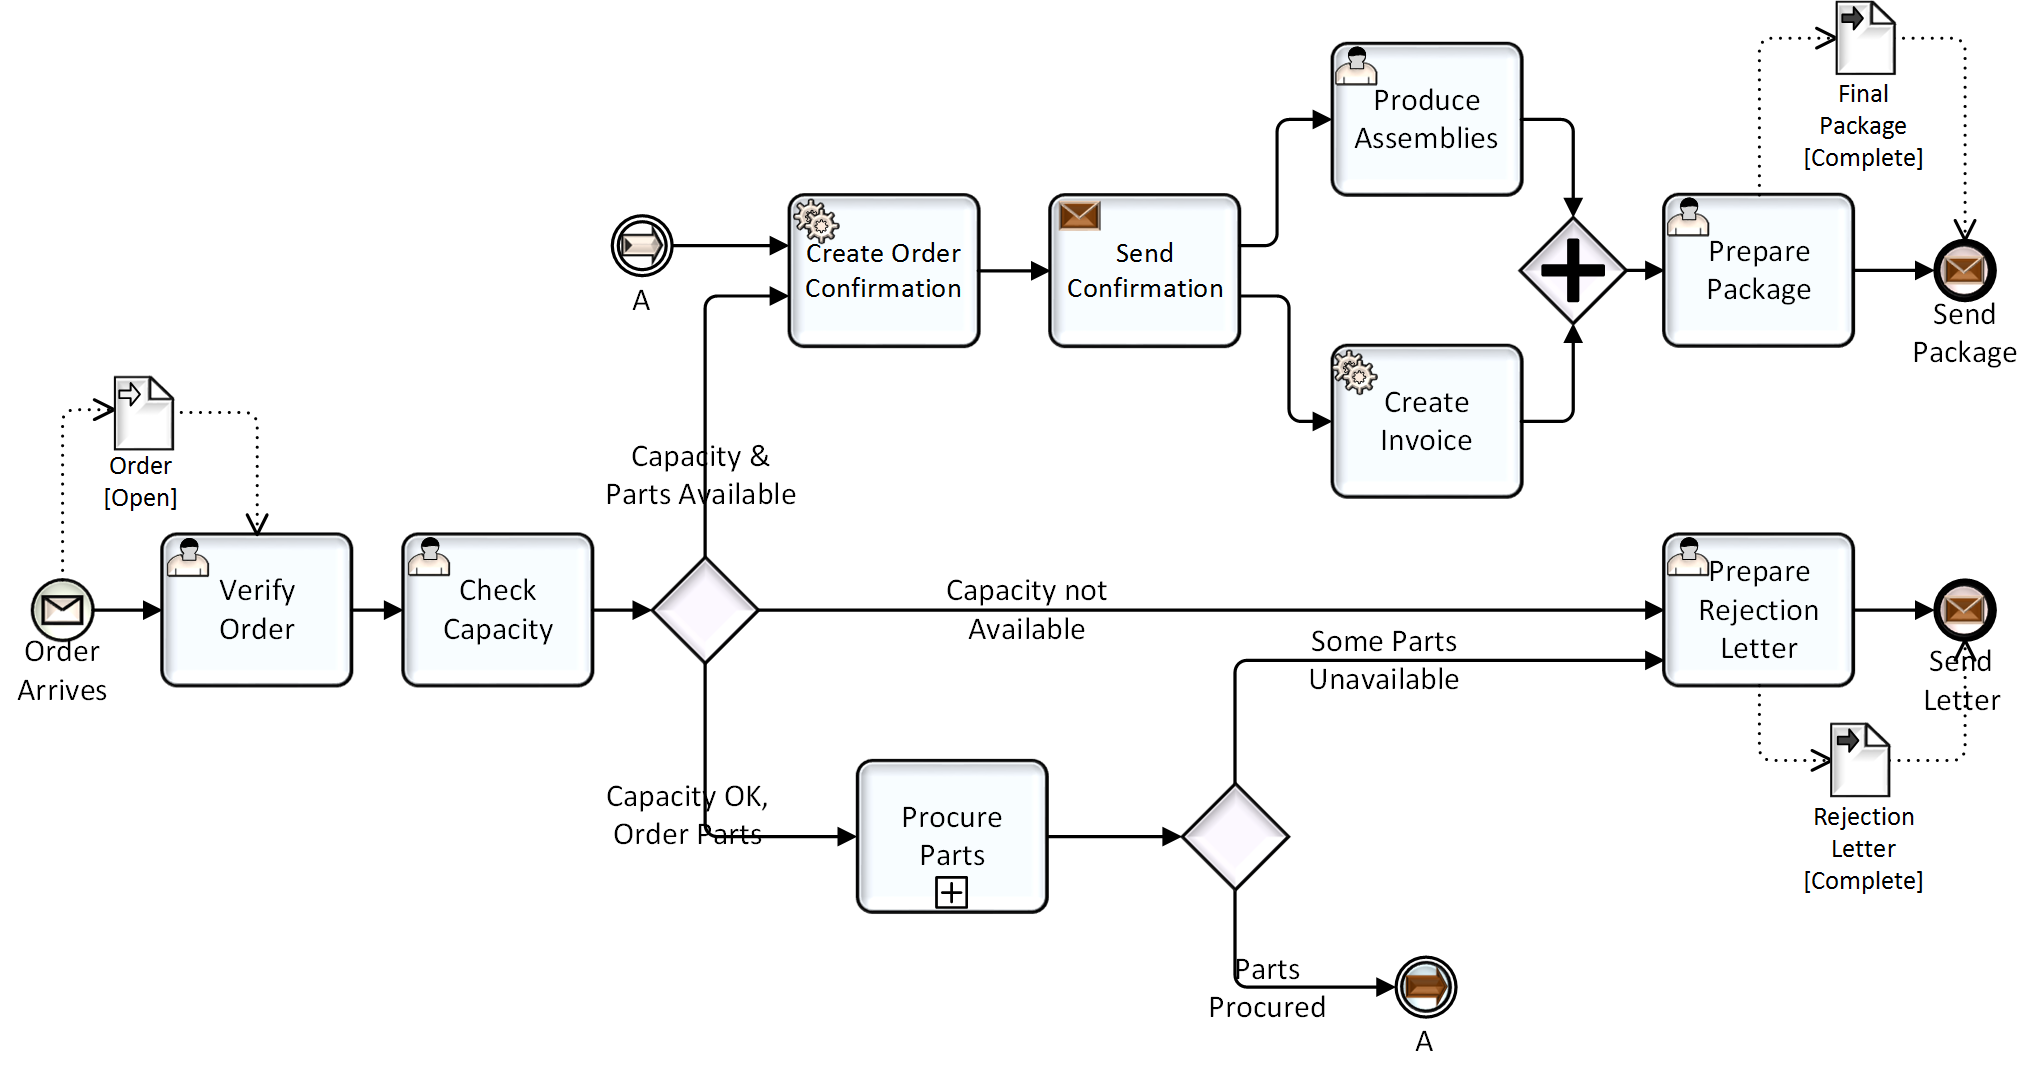 Final
Package
[Complete]
Produce
Assemblies
A
Create Order
Confirmation
Send
Confirmation
Prepare
Package
Send
Package
Create
Invoice
Order
[Open]
Capacity &
Parts Available
Order
Arrives
Verify
Order
Check
Capacity
Capacity not
Available
Some Parts
Unavailable
Prepare
Rejection
Letter
Send
Letter
Capacity OK,
Order Parts
Procure
Parts
Rejection
Letter
[Complete]
Parts
Procured
A